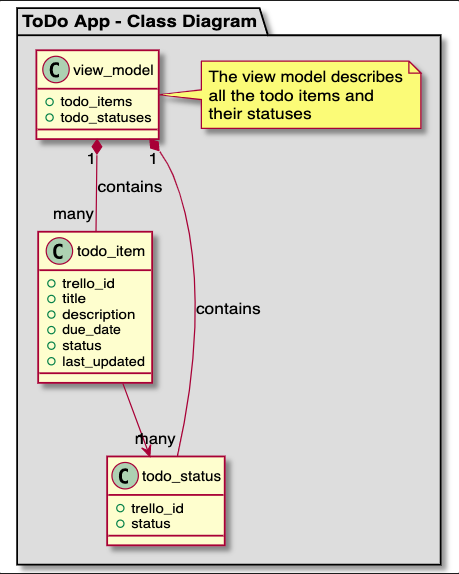 ToDo App - Class Diagram
C view_model
todo_items
todo_statuses
The view model describes
all the todo items and
their statuses
1
1
contains
many
C todo_item
trello_id
title
description
due_date
status
last_updated
contains
many
C todo_status
trello_id
status